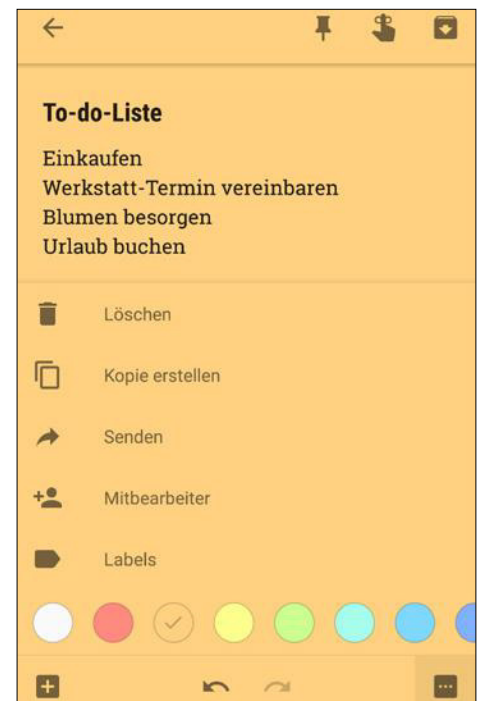 To-do-Liste
Einkaufen
Werkstatt-Termin vereinbaren
Blumen besorgen
Urlaub buchen
Löschen
Kopie erstellen
Senden
Mitbearbeiter
Labels